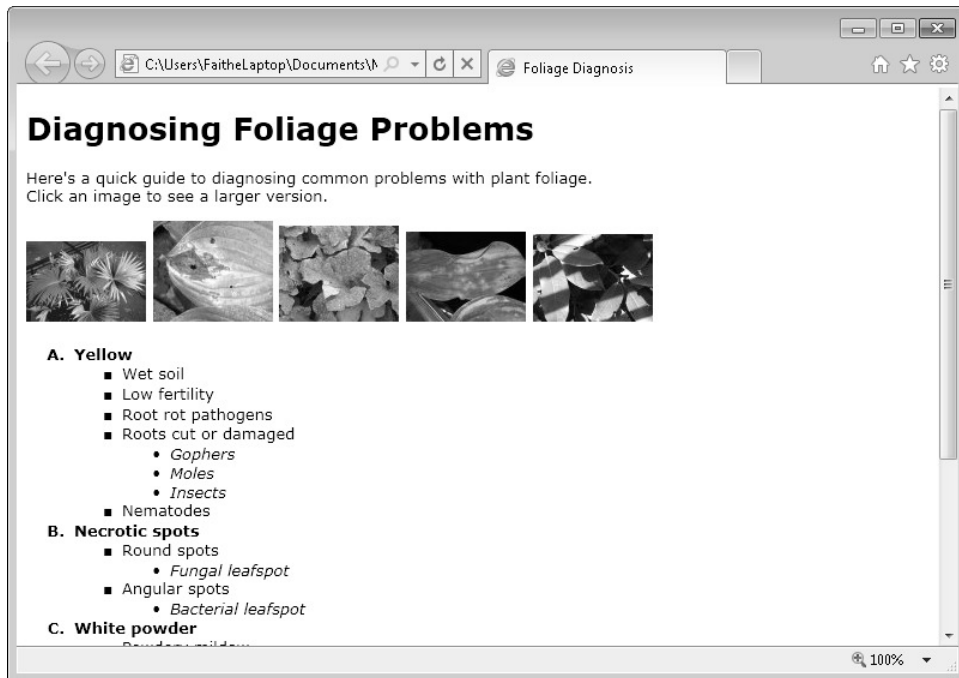 C:\Users\FaitheLaptop\Documents\
Foliage Diagnosis
Diagnosing Foliage Problems
Here's a quick guide to diagnosing common problems with plant foliage.
Click an image to see a larger version.
A. Yellow
■ Wet soil
■ Low fertility
■ Root rot pathogens
■ Roots cut or damaged
• Gophers
• Moles
• Insects
■ Nematodes
B. Necrotic spots
■ Round spots
• Fungal leafspot
■ Angular spots
• Bacterial leafspot
C. White powder
100%